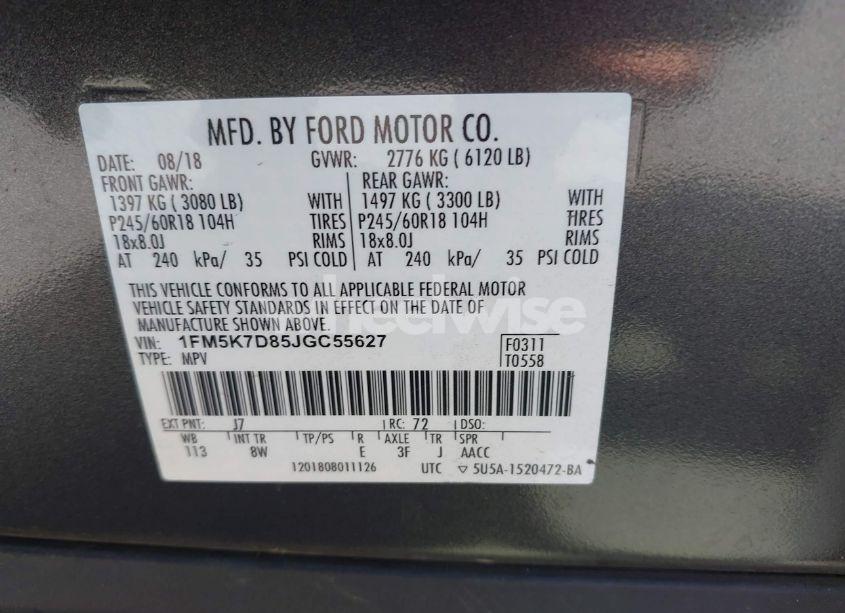 MFD. BY FORD MOTOR CO.
DATE: 08/18 GVWR: 2776 KG ( 6120 LB)
FRONT GAWR: REAR GAWR:
1397 KG ( 3080 LB) WITH 1497 KG ( 3300 LB) WITH
P245/60R18 104H TIRES P245/60R18 104H TIRES
18x8.0J RIMS 18x8.0J RIMS
AT 240 kPa/ 35 PSI COLD AT 240 kPa/ 35 PSI COLD
THIS VEHICLE CONFORMS TO ALL APPLICABLE FEDERAL MOTOR
VEHICLE SAFETY STANDARDS IN EFFECT ON THE DATE OF
MANUFACTURE SHOWN ABOVE.
VIN: 1FM5K7D85JGC55627 F0311
TYPE: MPV T0558
EXT PNT: J7 RC: 72 DSO:
WB INT TR TP/PS R AXLE TR SPR
113 8W E 3F J AACC
1201808011126 UTC ▽ 5U5A-1520472-BA